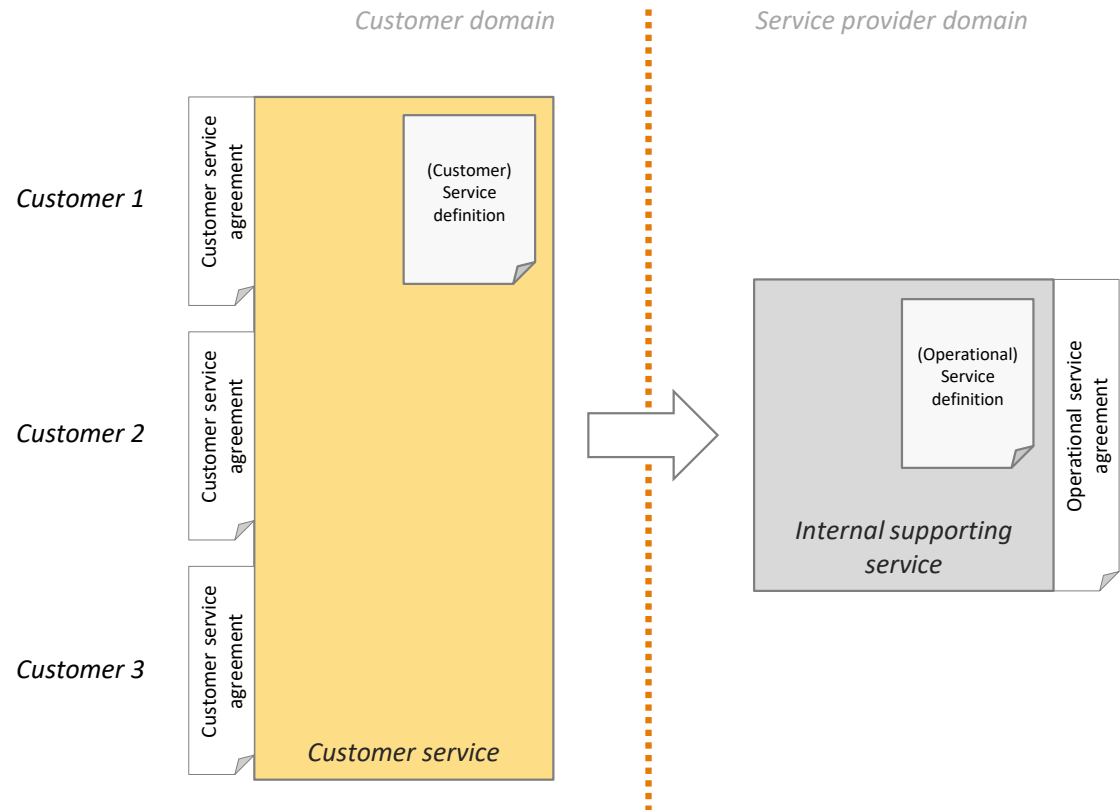 Customer domain
Service provider domain
Customer 1
Customer service
agreement
(Customer)
Service
definition
Customer 2
Customer service
agreement
Customer 3
Customer service
agreement
Customer service
(Operational)
Service
definition
Internal supporting
service
Operational service
agreement